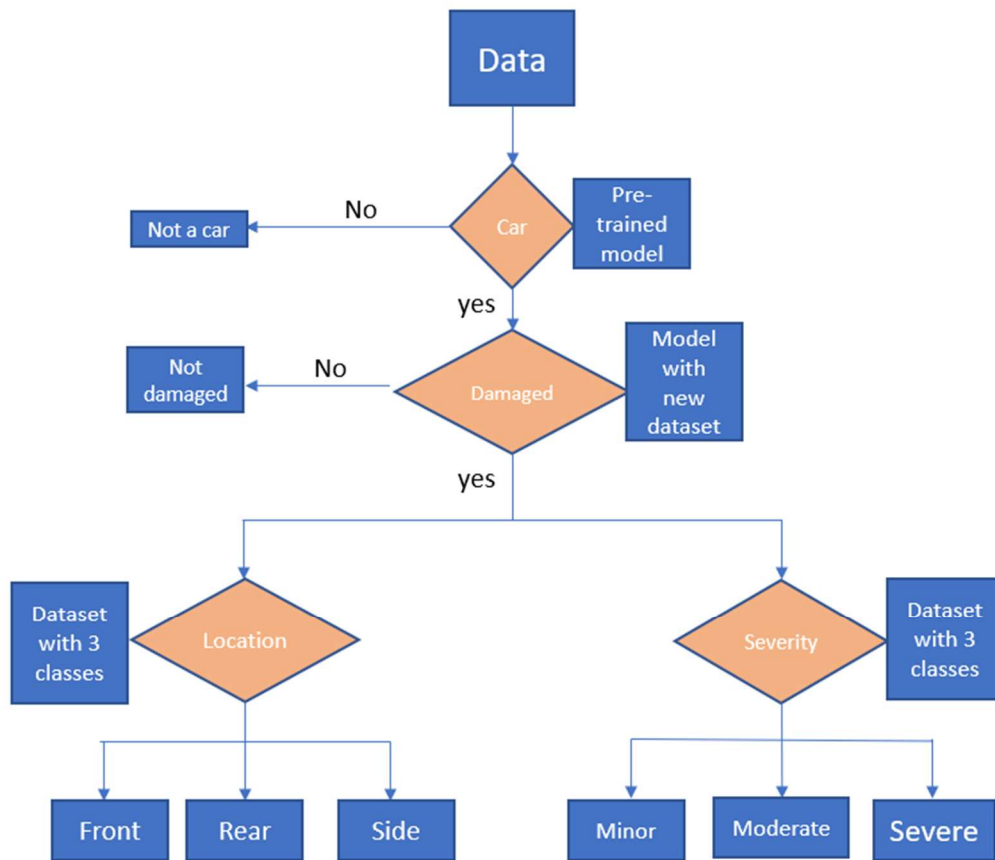 Data
No
Not a car
Car
Pre-
trained
model
yes
No
Not
damaged
Damaged
Model
with
new
dataset
yes
Dataset
with 3
classes
Location
Severity
Dataset
with 3
classes
Front
Rear
Side
Minor
Moderate
Severe